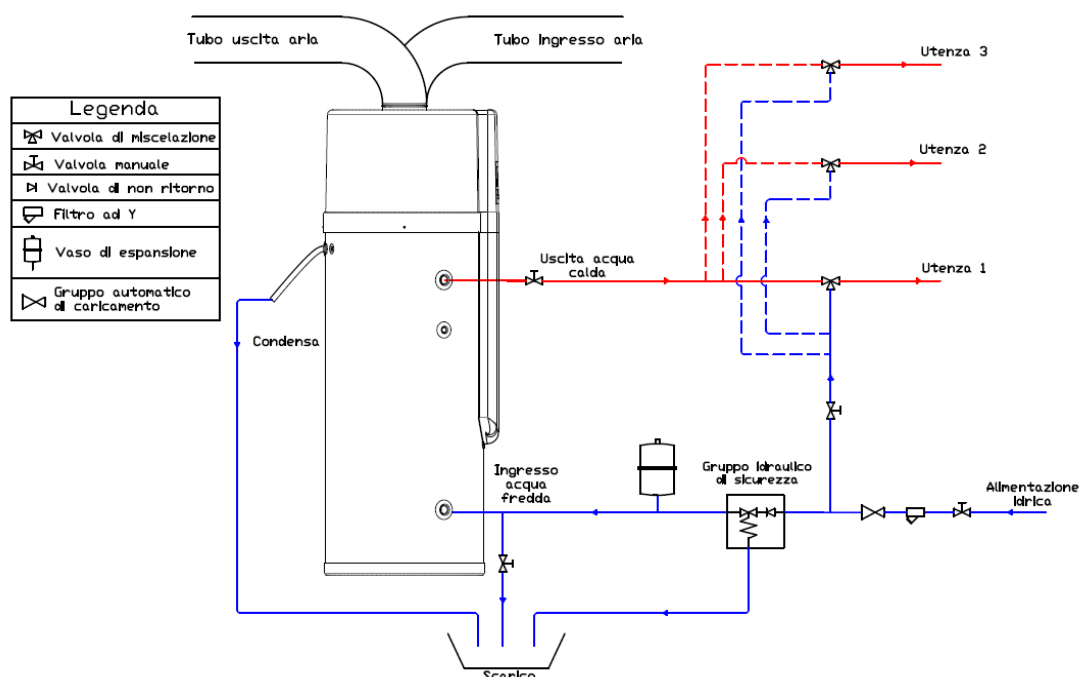 Tubo uscita aria
Tubo ingresso aria
Utenza 3
Legenda
Valvola di miscelazione
Valvola manuale
Valvola di non ritorno
Filtro ad Y
Vaso di espansione
Gruppo automatico
di caricamento
Utenza 2
Uscita acqua
calda
Utenza 1
Condensa
Ingresso
acqua
fredda
Gruppo idraulico
di sicurezza
Alimentazione
idrica
Scarico